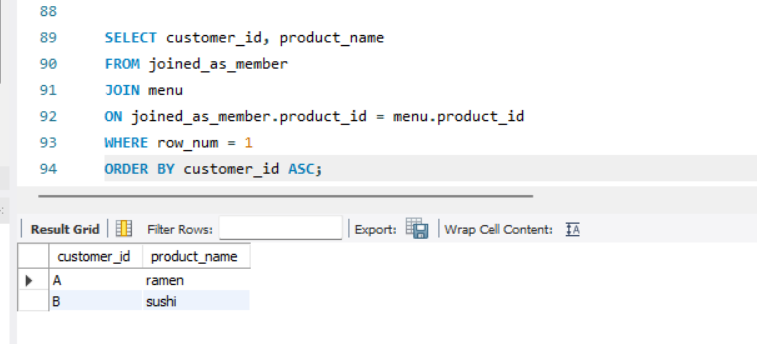 88
89 SELECT customer_id, product_name
90 FROM joined_as_member
91 JOIN menu
92 ON joined_as_member.product_id = menu.product_id
93 WHERE row_num = 1
94 ORDER BY customer_id ASC;
Result Grid Filter Rows: Export: Wrap Cell Content: IA
customer_id product_name
A ramen
B sushi